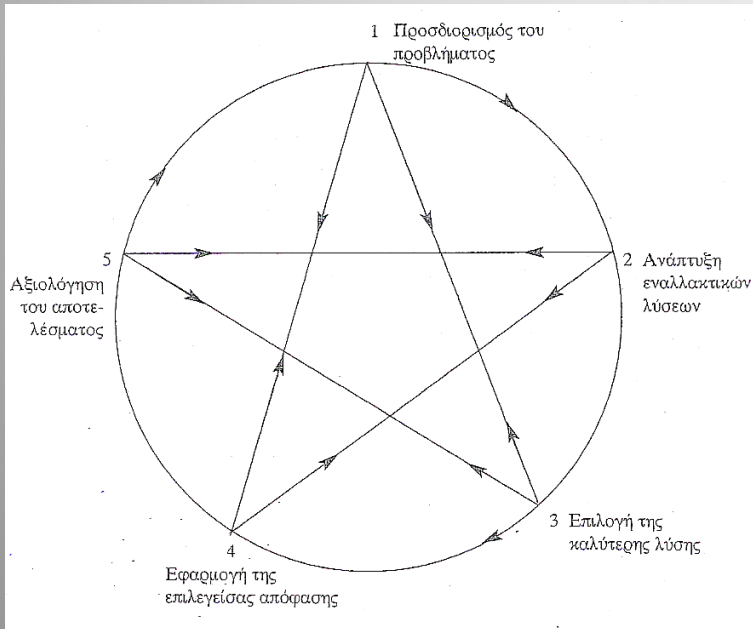 1 Προσδιορισμός του
προβλήματος
2 Ανάπτυξη
εναλλακτικών
λύσεων
3 Επιλογή της
καλύτερης λύσης
4
Εφαρμογή της
επιλεγείσας απόφασης
5
Αξιολόγηση
του αποτε-
λέσματος